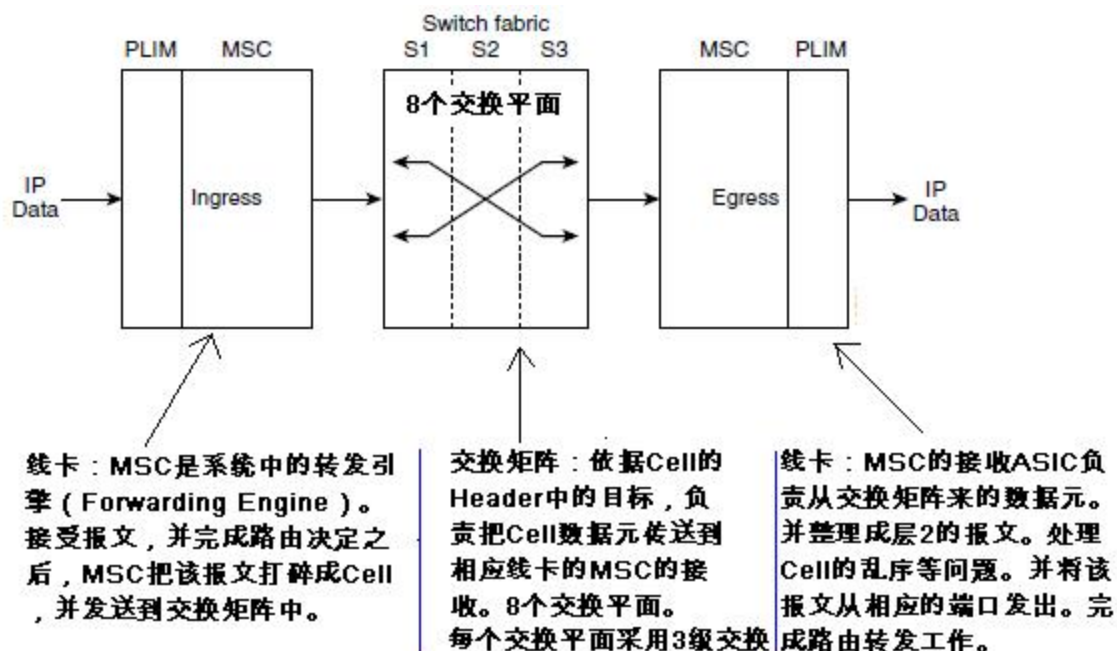 Switch fabric
PLIM MSC S1 S2 S3 MSC PLIM
8个交换平面
IP
Data
Ingress
Egress
IP
Data
线卡：MSC是系统中的转发引
擎（Forwarding Engine）。
接受报文，并完成路由决定之
后，MSC把该报文打碎成Cell
，并发送到交换矩阵中。
交换矩阵：依据Cell的
Header中的目标，负
责把Cell数据元传送到
相应线卡的MSC的接
收。8个交换平面。
每个交换平面采用3级交换
线卡：MSC的接收ASIC负
责从交换矩阵来的数据元。
并整理成层2的报文。处理
Cell的乱序等问题。并将该
报文从相应的端口发出。完
成路由转发工作。